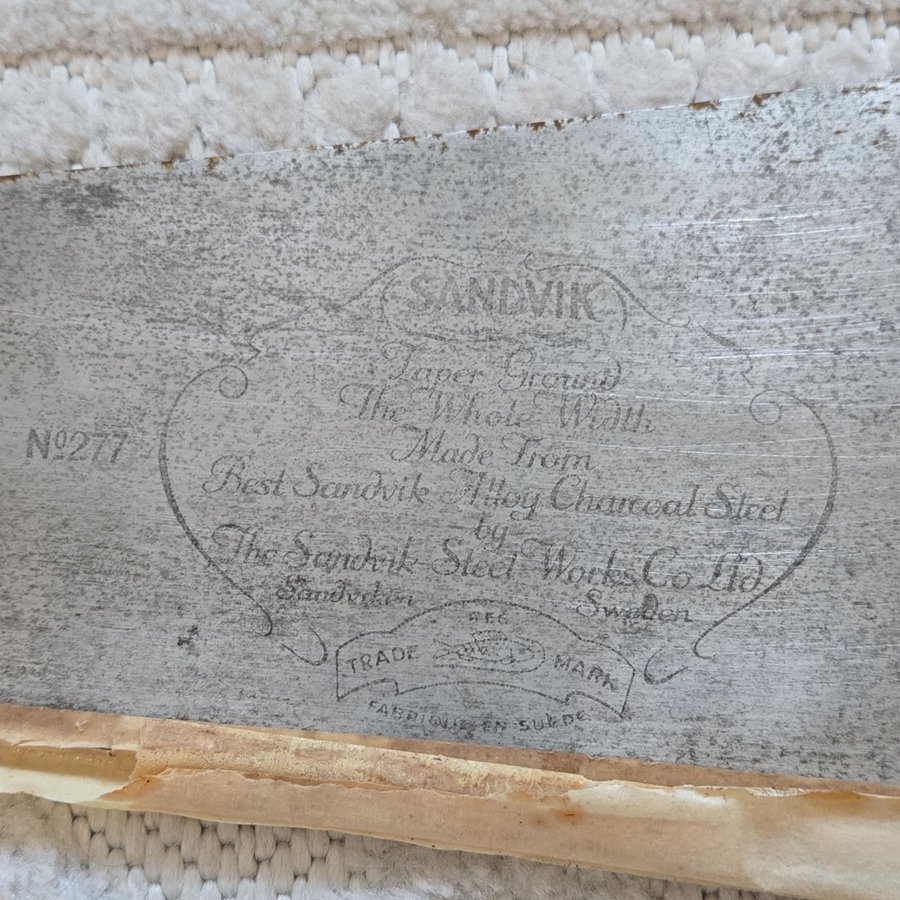 SANDVIK
Taper Ground
The Whole Width
Made From
Nº277
Best Sandvik Alloy Charcoal Steel
by
The Sandvik Steel Works Co Ltd
Sandviken Sweden
REG
TRADE MARK
FABRIQUE EN SUEDE